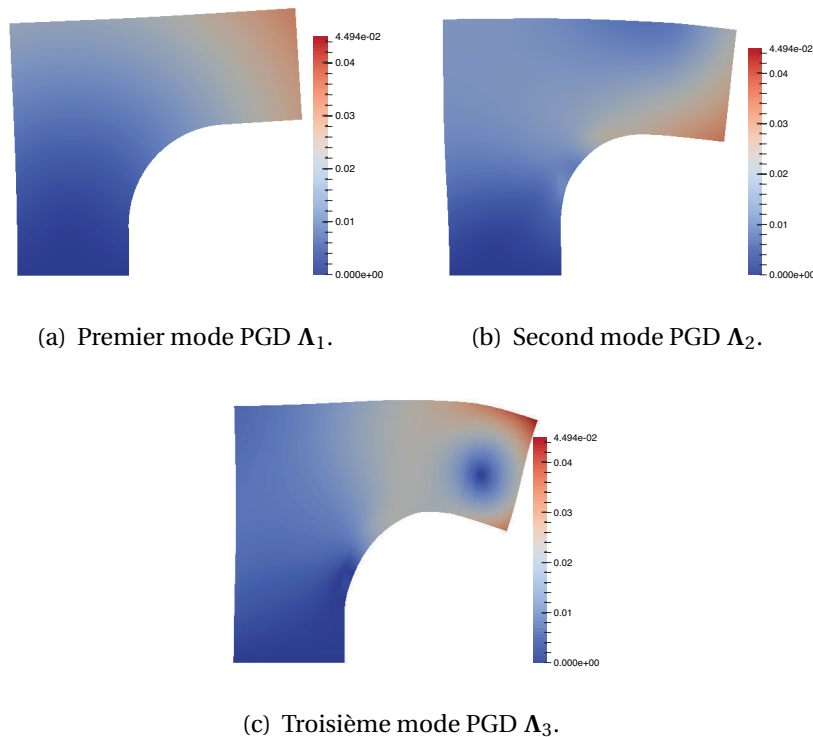 4.494e-02
0.04
0.03
0.02
0.01
0.000e+00
4.494e-02
0.04
0.03
0.02
0.01
0.000e+00
(a) Premier mode PGD Λ₁.
(b) Second mode PGD Λ₂.
4.494e-02
0.04
0.03
0.02
0.01
0.000e+00
(c) Troisième mode PGD Λ₃.